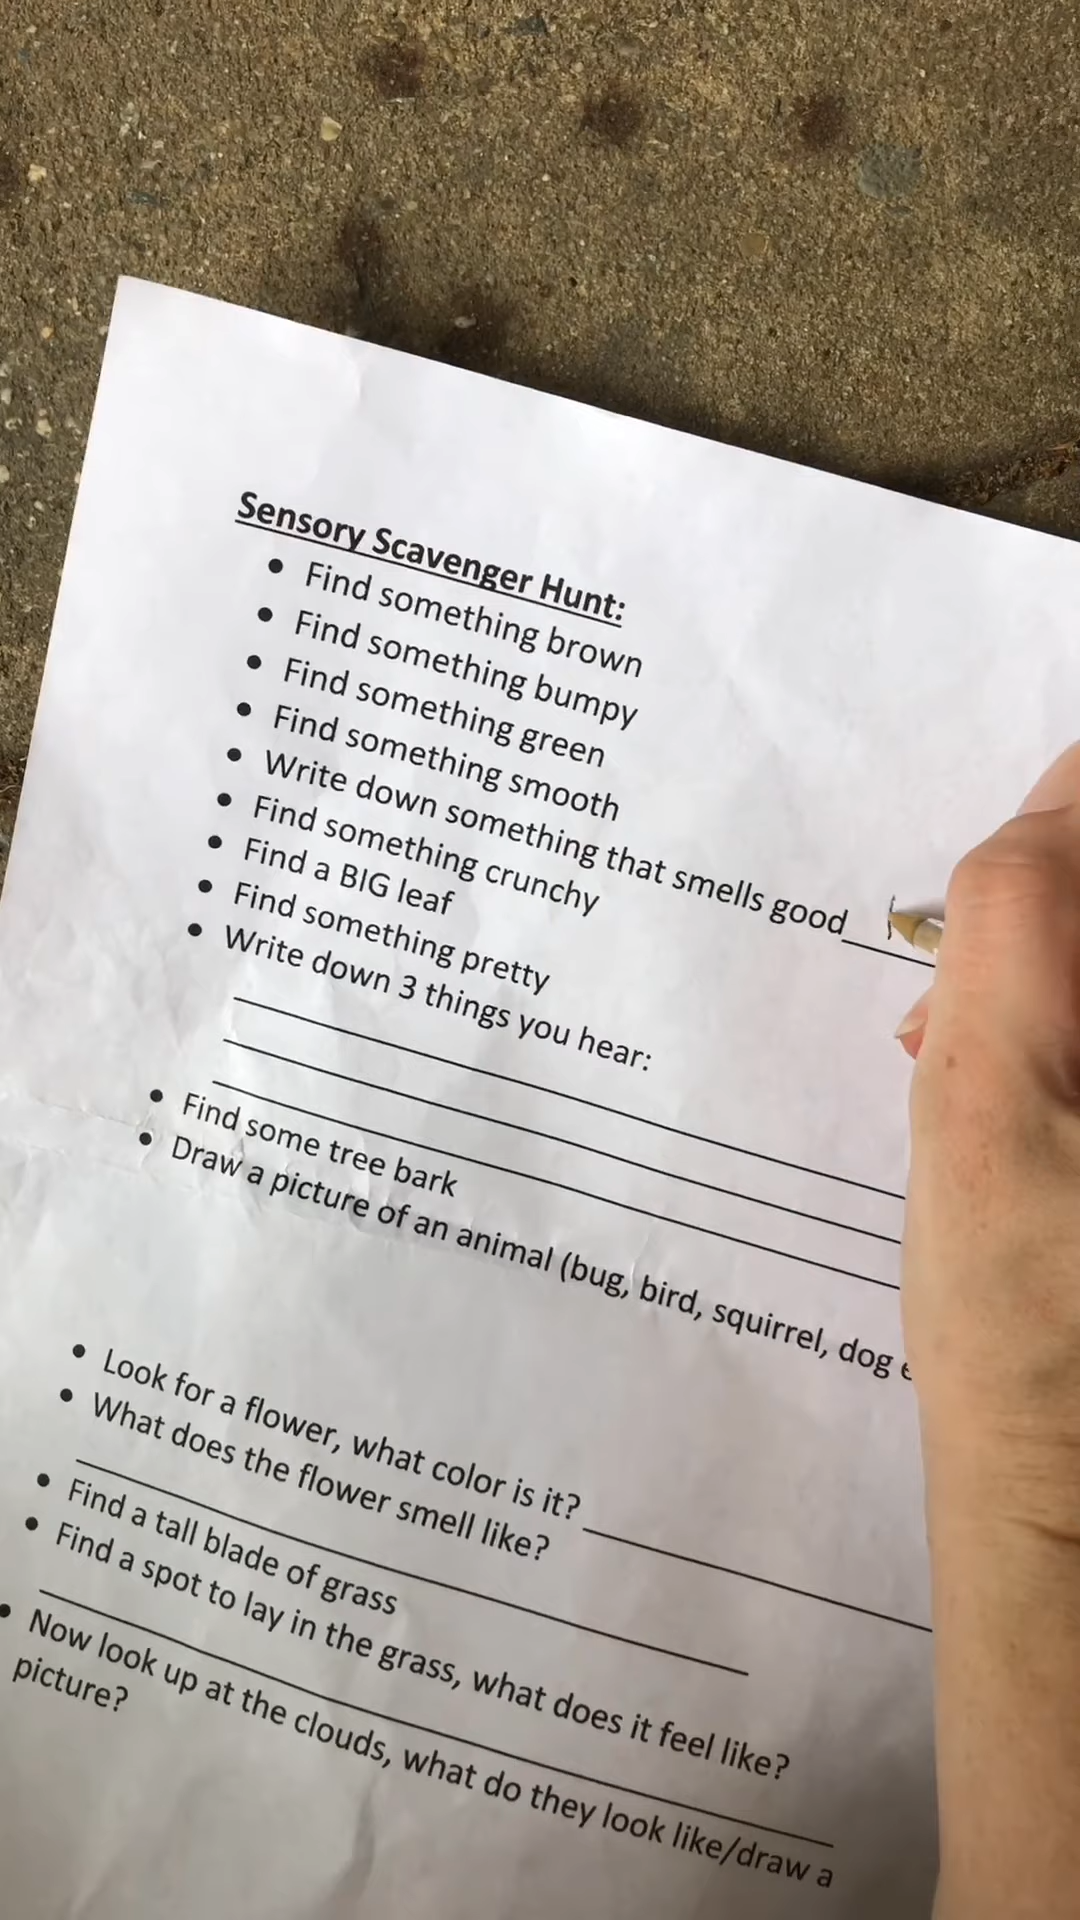 Sensory Scavenger Hunt:
• Find something brown
• Find something bumpy
• Find something green
• Find something smooth
• Write down something that smells good
• Find something crunchy
• Find a BIG leaf
• Find something pretty
• Write down 3 things you hear:
• Find some tree bark
• Draw a picture of an animal (bug, bird, squirrel, dog
• Look for a flower, what color is it?
• What does the flower smell like?
• Find a tall blade of grass
• Find a spot to lay in the grass, what does it feel like?
• Now look up at the clouds, what do they look like/draw a
picture?